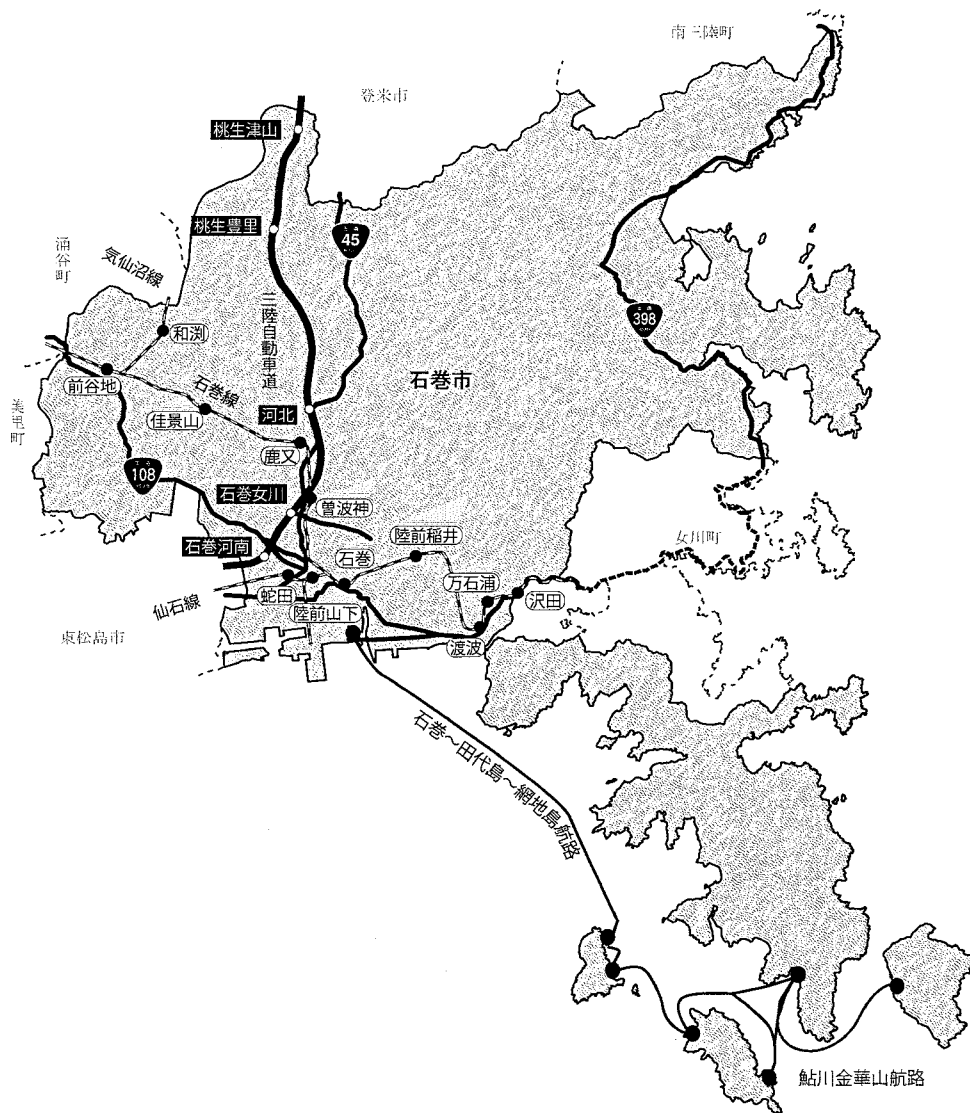 南三陸町
登米市
桃生津山
桃生豊里
45
涌谷町
気仙沼線
三陸自動車道
398
和渕
前谷地
石巻線
石巻市
美里町
佳景山
河北
鹿又
108
石巻女川
曽波神
石巻河南
陸前稲井
女川町
石巻
万石浦
沢田
仙石線
蛇田
陸前山下
東松島市
渡波
石巻~田代島~網地島航路
鮎川金華山航路